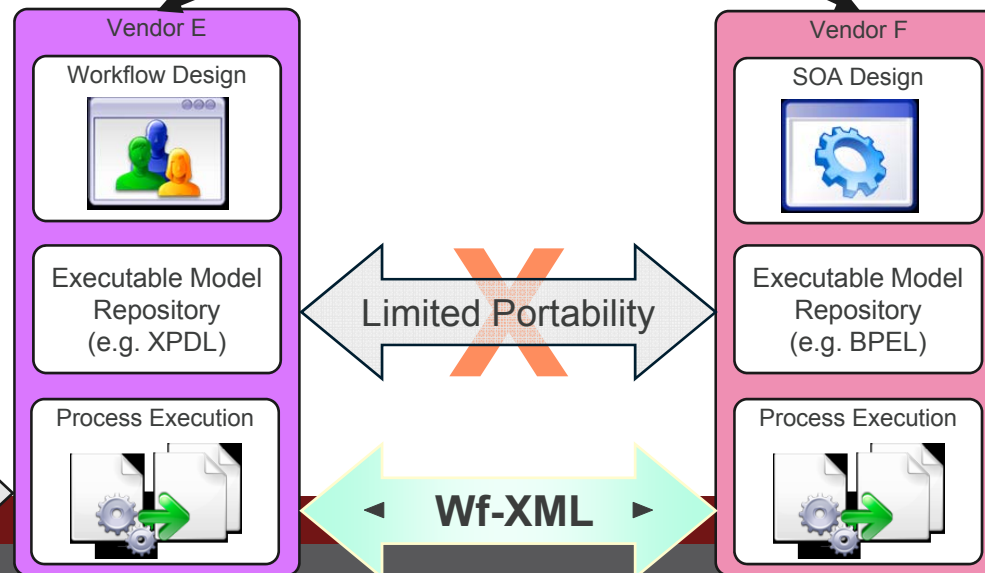 Vendor E
Workflow Design
Executable Model
Repository
(e.g. XPDL)
Process Execution
Limited Portability
X
Wf-XML
Vendor F
SOA Design
Executable Model
Repository
(e.g. BPEL)
Process Execution